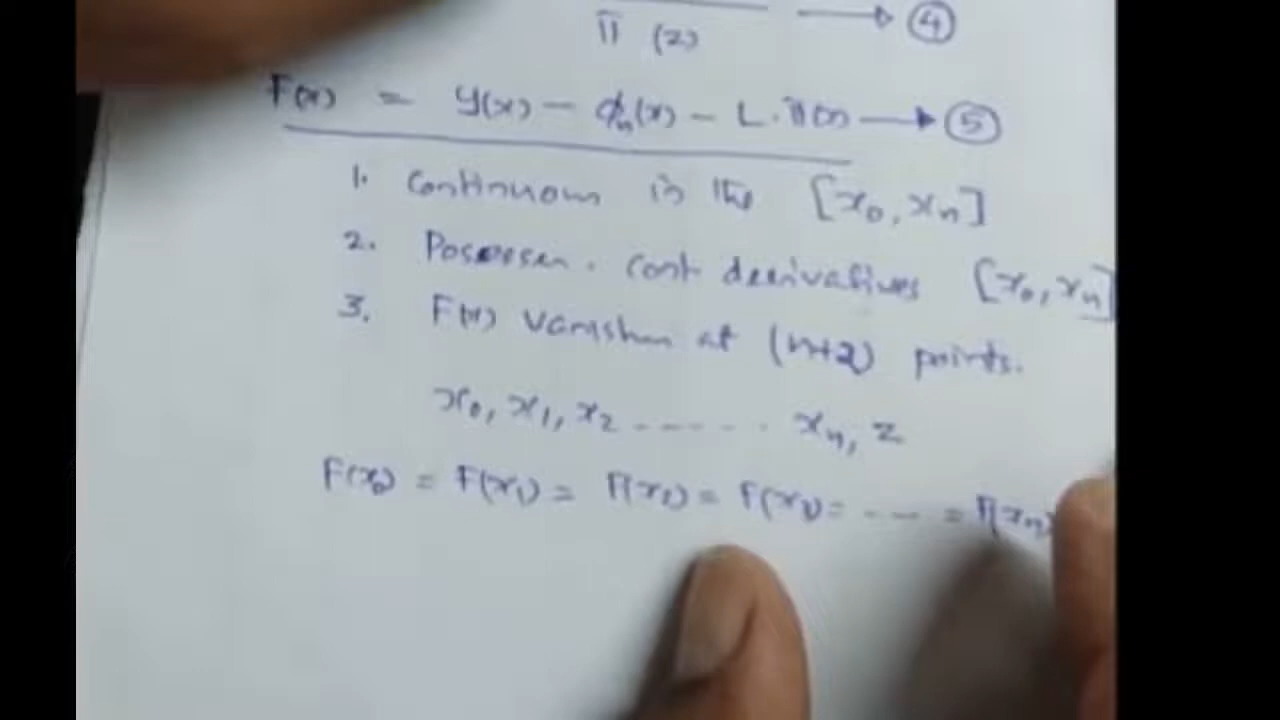 π (z) → ④
F(x) = y(x) - φn(x) - L.π(x) → ⑤
1. Continuous in the [x0, xn]
2. Possesses. cont derivatives [x0, xn]
3. F(x) vanishes at (n+2) points.
x0, x1, x2 ------ xn, z
F(x0) = F(x1) = F(x2) = F(x3) = --- = F(xn)